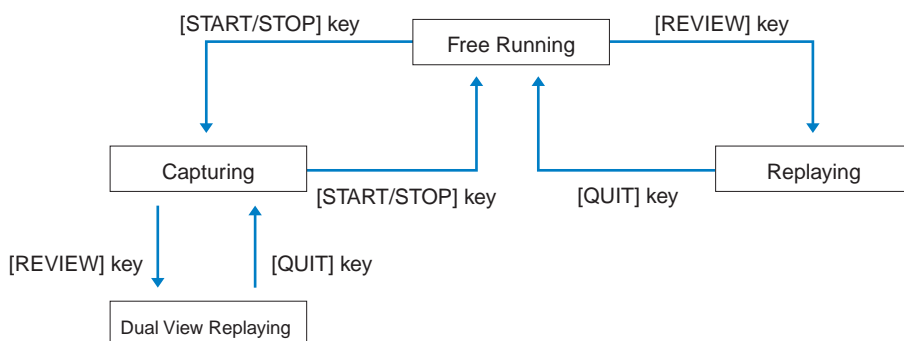 [START/STOP] key
Free Running
[REVIEW] key
Capturing
[START/STOP] key
[QUIT] key
Replaying
[REVIEW] key
[QUIT] key
Dual View Replaying